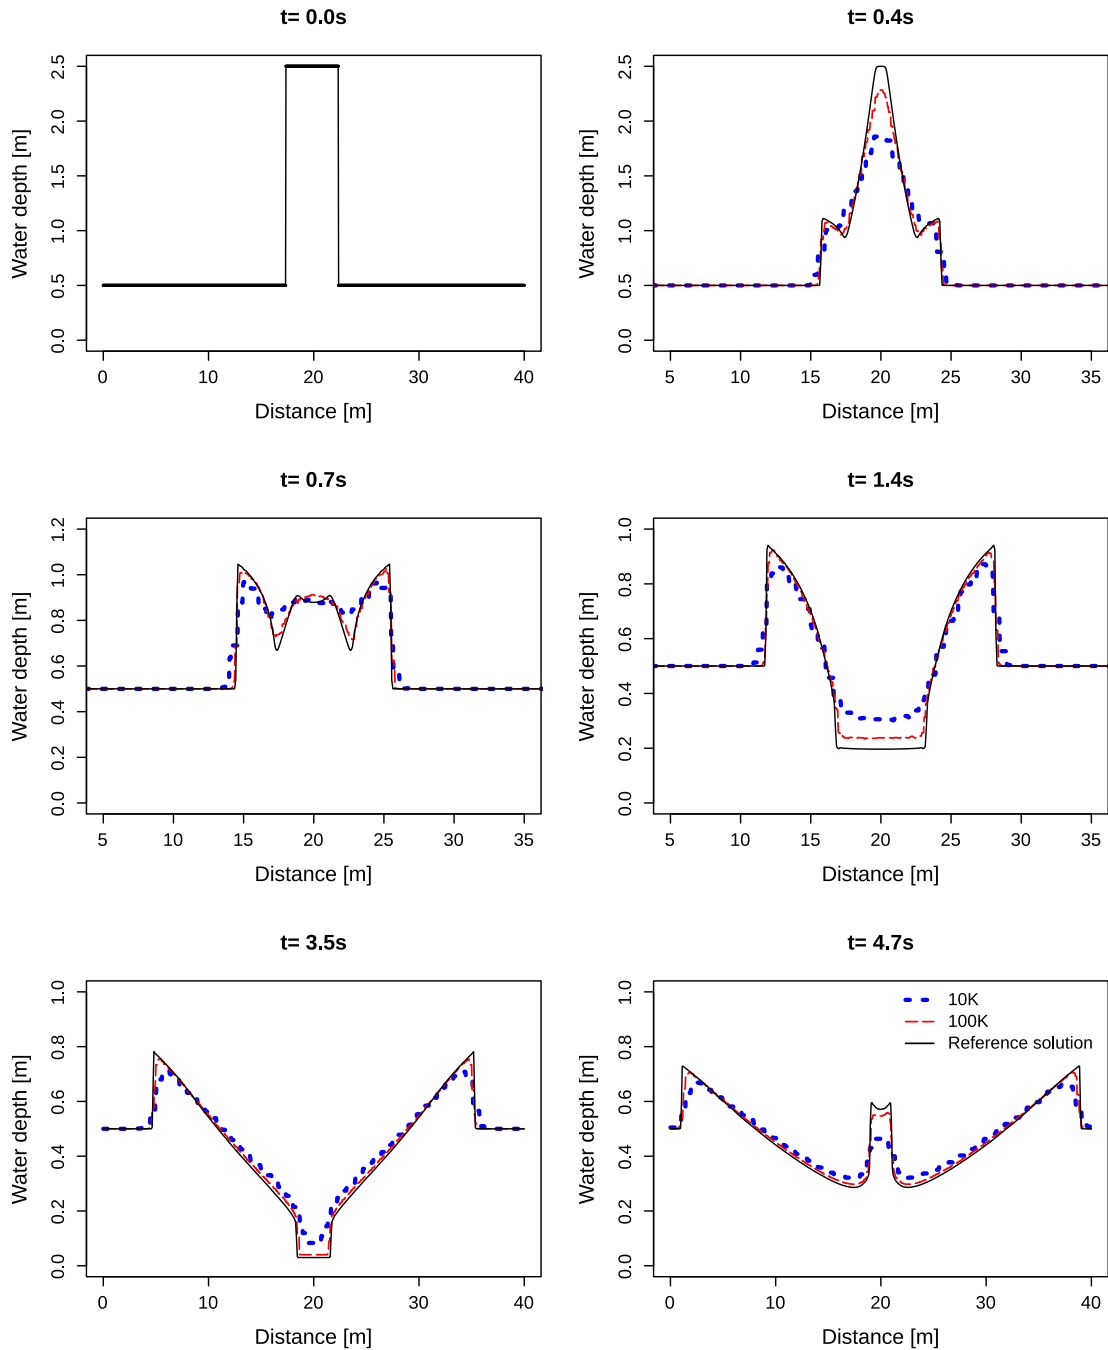 t= 0.0s
Water depth [m]
0.0 0.5 1.0 1.5 2.0 2.5
0 10 20 30 40
Distance [m]
t= 0.4s
Water depth [m]
0.0 0.5 1.0 1.5 2.0 2.5
5 10 15 20 25 30 35
Distance [m]
t= 0.7s
Water depth [m]
0.0 0.2 0.4 0.6 0.8 1.0 1.2
5 10 15 20 25 30 35
Distance [m]
t= 1.4s
Water depth [m]
0.0 0.2 0.4 0.6 0.8 1.0
5 10 15 20 25 30 35
Distance [m]
t= 3.5s
Water depth [m]
0.0 0.2 0.4 0.6 0.8 1.0
0 10 20 30 40
Distance [m]
t= 4.7s
Water depth [m]
0.0 0.2 0.4 0.6 0.8 1.0
10K
100K
Reference solution
0 10 20 30 40
Distance [m]